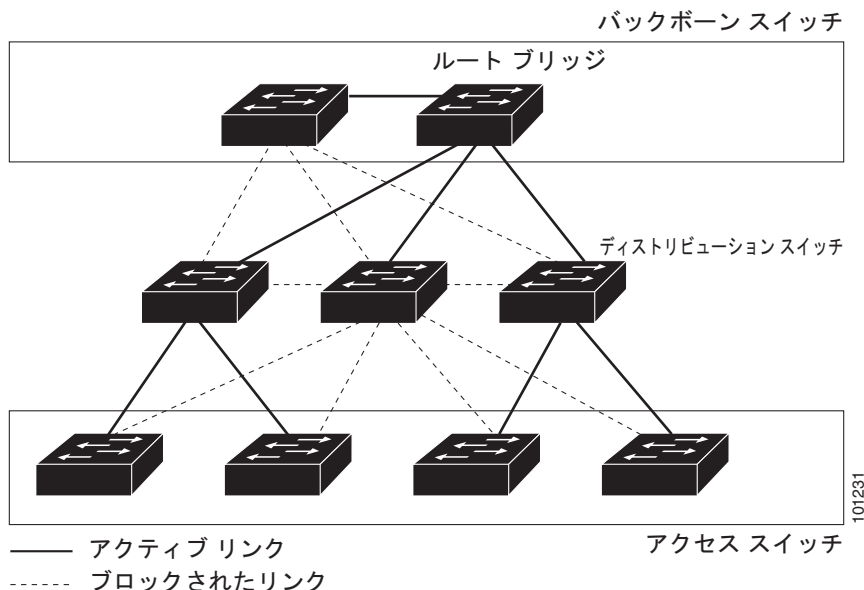 バックボーン スイッチ
ルート ブリッジ
ディストリビューション スイッチ
101231
アクセス スイッチ
アクティブ リンク
ブロックされたリンク